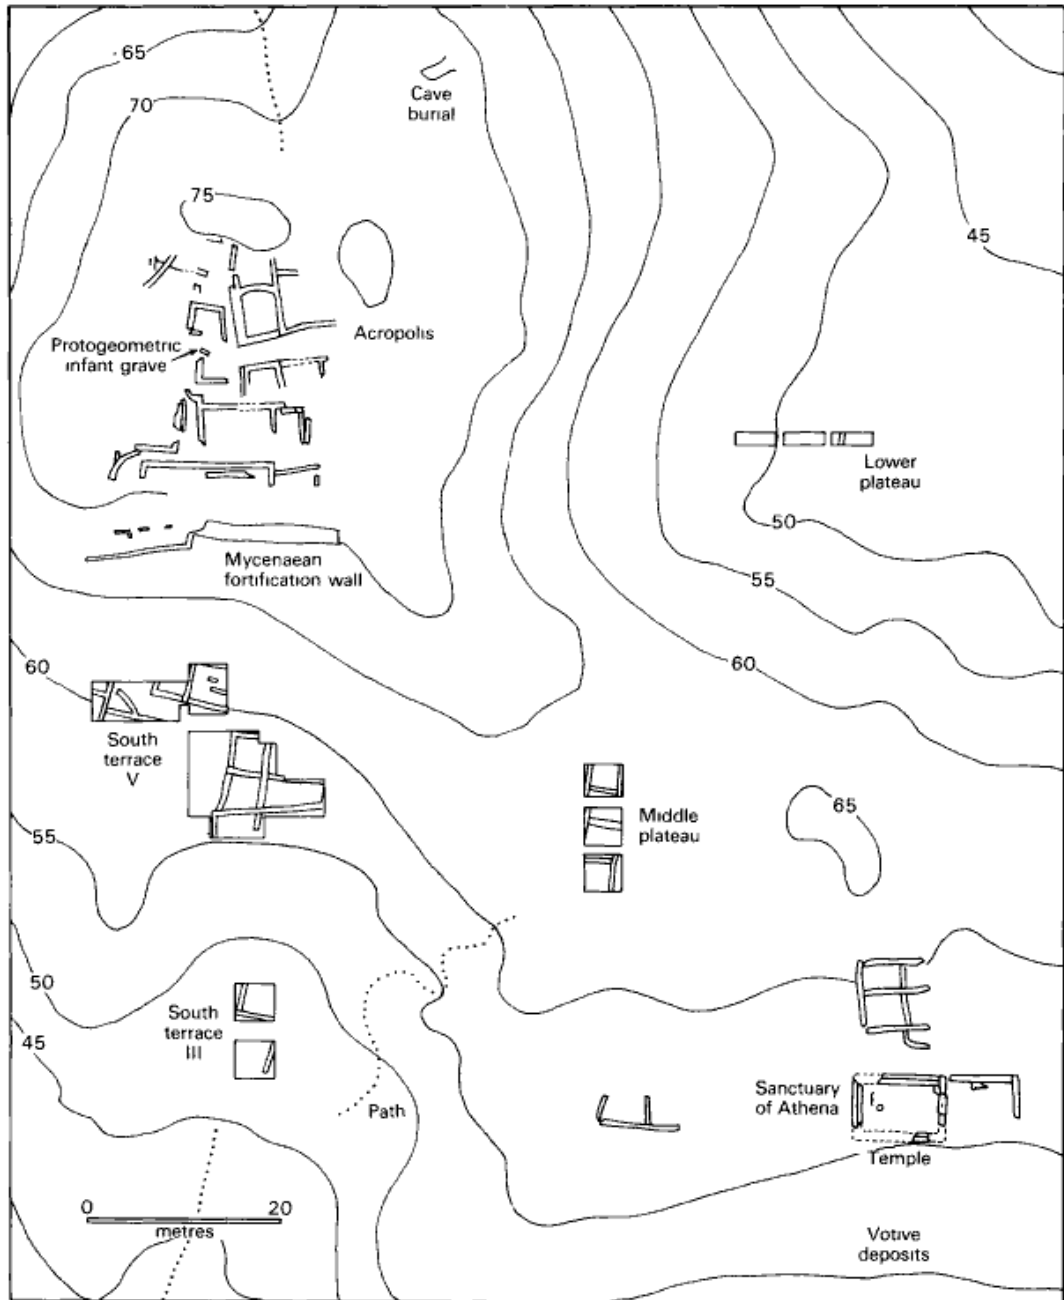 65
Cave
burial
70
75
45
Acropolis
Protogeometric
infant grave
Lower
plateau
50
Mycenaean
fortification wall
55
60
60
South
terrace
V
Middle
plateau
65
55
50
South
terrace
III
45
Path
Sanctuary
of Athena
Temple
0 20
metres
Votive
deposits